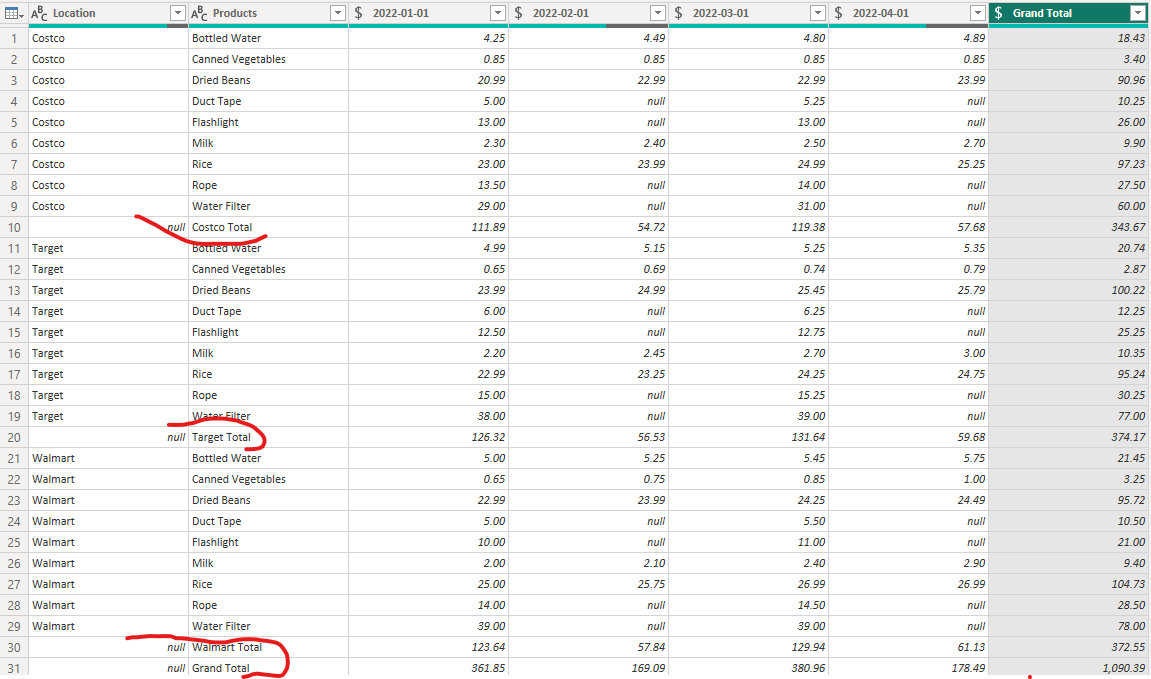 ABC Location ABC Products $ 2022-01-01 $ 2022-02-01 $ 2022-03-01 $ 2022-04-01 $ Grand Total
1 Costco Bottled Water 4.25 4.49 4.80 4.89 18.43
2 Costco Canned Vegetables 0.85 0.85 0.85 0.85 3.40
3 Costco Dried Beans 20.99 22.99 22.99 23.99 90.96
4 Costco Duct Tape 5.00 null 5.25 null 10.25
5 Costco Flashlight 13.00 null 13.00 null 26.00
6 Costco Milk 2.30 2.40 2.50 2.70 9.90
7 Costco Rice 23.00 23.99 24.99 25.25 97.23
8 Costco Rope 13.50 null 14.00 null 27.50
9 Costco Water Filter 29.00 null 31.00 null 60.00
10 null Costco Total 111.89 54.72 119.38 57.68 343.67
11 Target Bottled Water 4.99 5.15 5.25 5.35 20.74
12 Target Canned Vegetables 0.65 0.69 0.74 0.79 2.87
13 Target Dried Beans 23.99 24.99 25.45 25.79 100.22
14 Target Duct Tape 6.00 null 6.25 null 12.25
15 Target Flashlight 12.50 null 12.75 null 25.25
16 Target Milk 2.20 2.45 2.70 3.00 10.35
17 Target Rice 22.99 23.25 24.25 24.75 95.24
18 Target Rope 15.00 null 15.25 null 30.25
19 Target Water Filter 38.00 null 39.00 null 77.00
20 null Target Total 126.32 56.53 131.64 59.68 374.17
21 Walmart Bottled Water 5.00 5.25 5.45 5.75 21.45
22 Walmart Canned Vegetables 0.65 0.75 0.85 1.00 3.25
23 Walmart Dried Beans 22.99 23.99 24.25 24.49 95.72
24 Walmart Duct Tape 5.00 null 5.50 null 10.50
25 Walmart Flashlight 10.00 null 11.00 null 21.00
26 Walmart Milk 2.00 2.10 2.40 2.90 9.40
27 Walmart Rice 25.00 25.75 26.99 26.99 104.73
28 Walmart Rope 14.00 null 14.50 null 28.50
29 Walmart Water Filter 39.00 null 39.00 null 78.00
30 null Walmart Total 123.64 57.84 129.94 61.13 372.55
31 null Grand Total 361.85 169.09 380.96 178.49 1,090.39